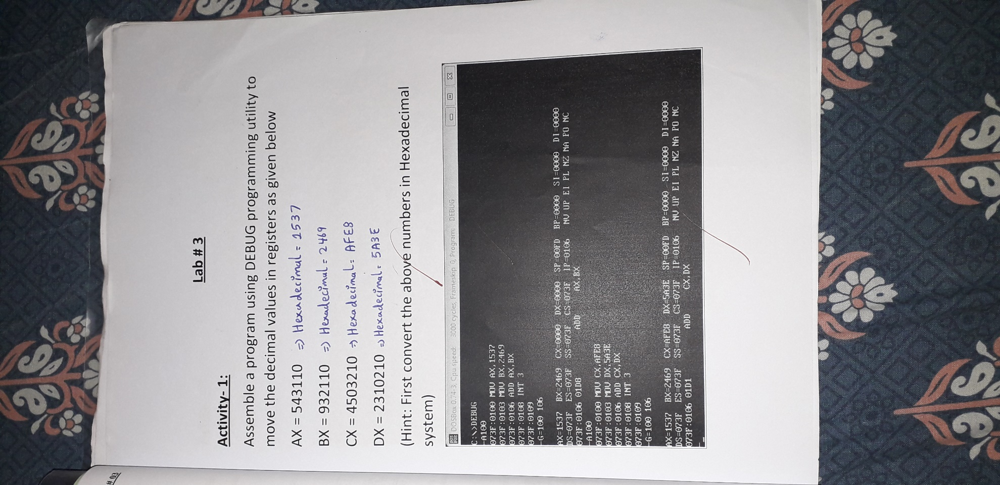 # 03
Lab # 3
Activity- 1:
Assemble a program using DEBUG programming utility to
move the decimal values in registers as given below
AX = 543110 => Hexadecimal = 1537
BX = 932110 => Hexadecimal = 2469
CX = 4503210 => Hexadecimal = AFE8
DX = 2310210 => Hexadecimal = 5A3E
(Hint: First convert the above numbers in Hexadecimal
system)
DOSBox 0.74-3, Cpu speed: 3000 cycles, Frameskip 0, Program: DEBUG
C:\>DEBUG
-A100
073F:0100 MOV AX,1537
073F:0103 MOV BX,2469
073F:0106 ADD AX,BX
073F:0108 INT 3
073F:0109
-G=100 106
AX=1537 BX=2469 CX=0000 DX=0000 SP=00FD BP=0000 SI=0000 DI=0000
DS=073F ES=073F SS=073F CS=073F IP=0106 NV UP EI PL NZ NA PO NC
073F:0106 01D8 ADD AX,BX
-A100
073F:0100 MOV CX,AFE8
073F:0103 MOV DX,5A3E
073F:0106 ADD CX,DX
073F:0108 INT 3
073F:0109
-G=100 106
AX=1537 BX=2469 CX=AFE8 DX=5A3E SP=00FD BP=0000 SI=0000 DI=0000
DS=073F ES=073F SS=073F CS=073F IP=0106 NV UP EI PL NZ NA PO NC
073F:0106 01D1 ADD CX,DX
-